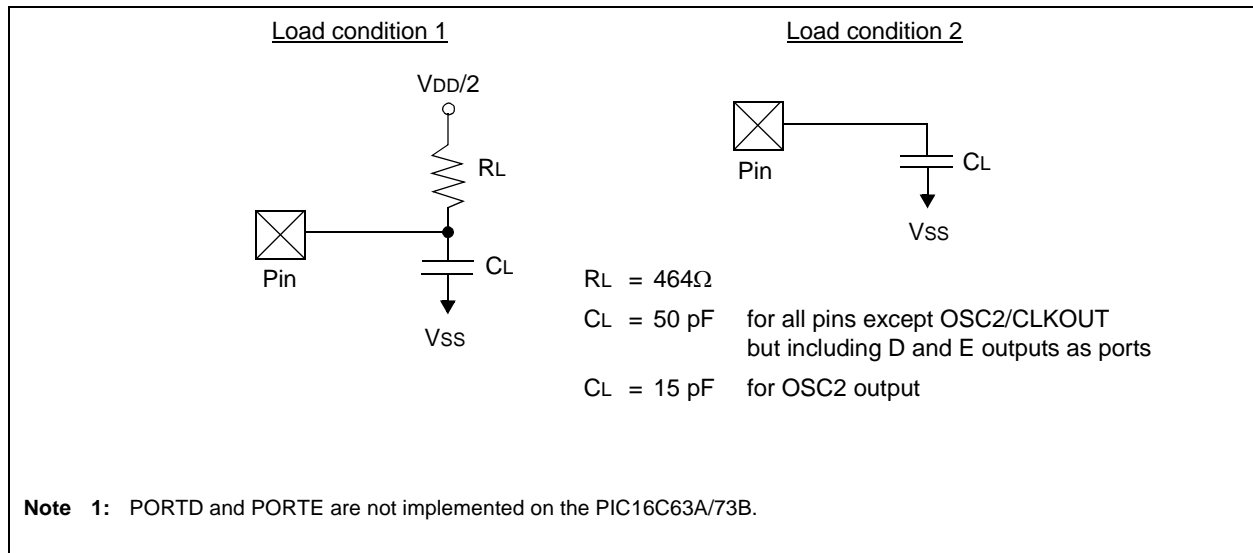 Load condition 1
VDD/2
RL
Pin
CL
VSS
Load condition 2
Pin
CL
VSS
RL = 464Ω
CL = 50 pF for all pins except OSC2/CLKOUT
but including D and E outputs as ports
CL = 15 pF for OSC2 output
Note 1: PORTD and PORTE are not implemented on the PIC16C63A/73B.